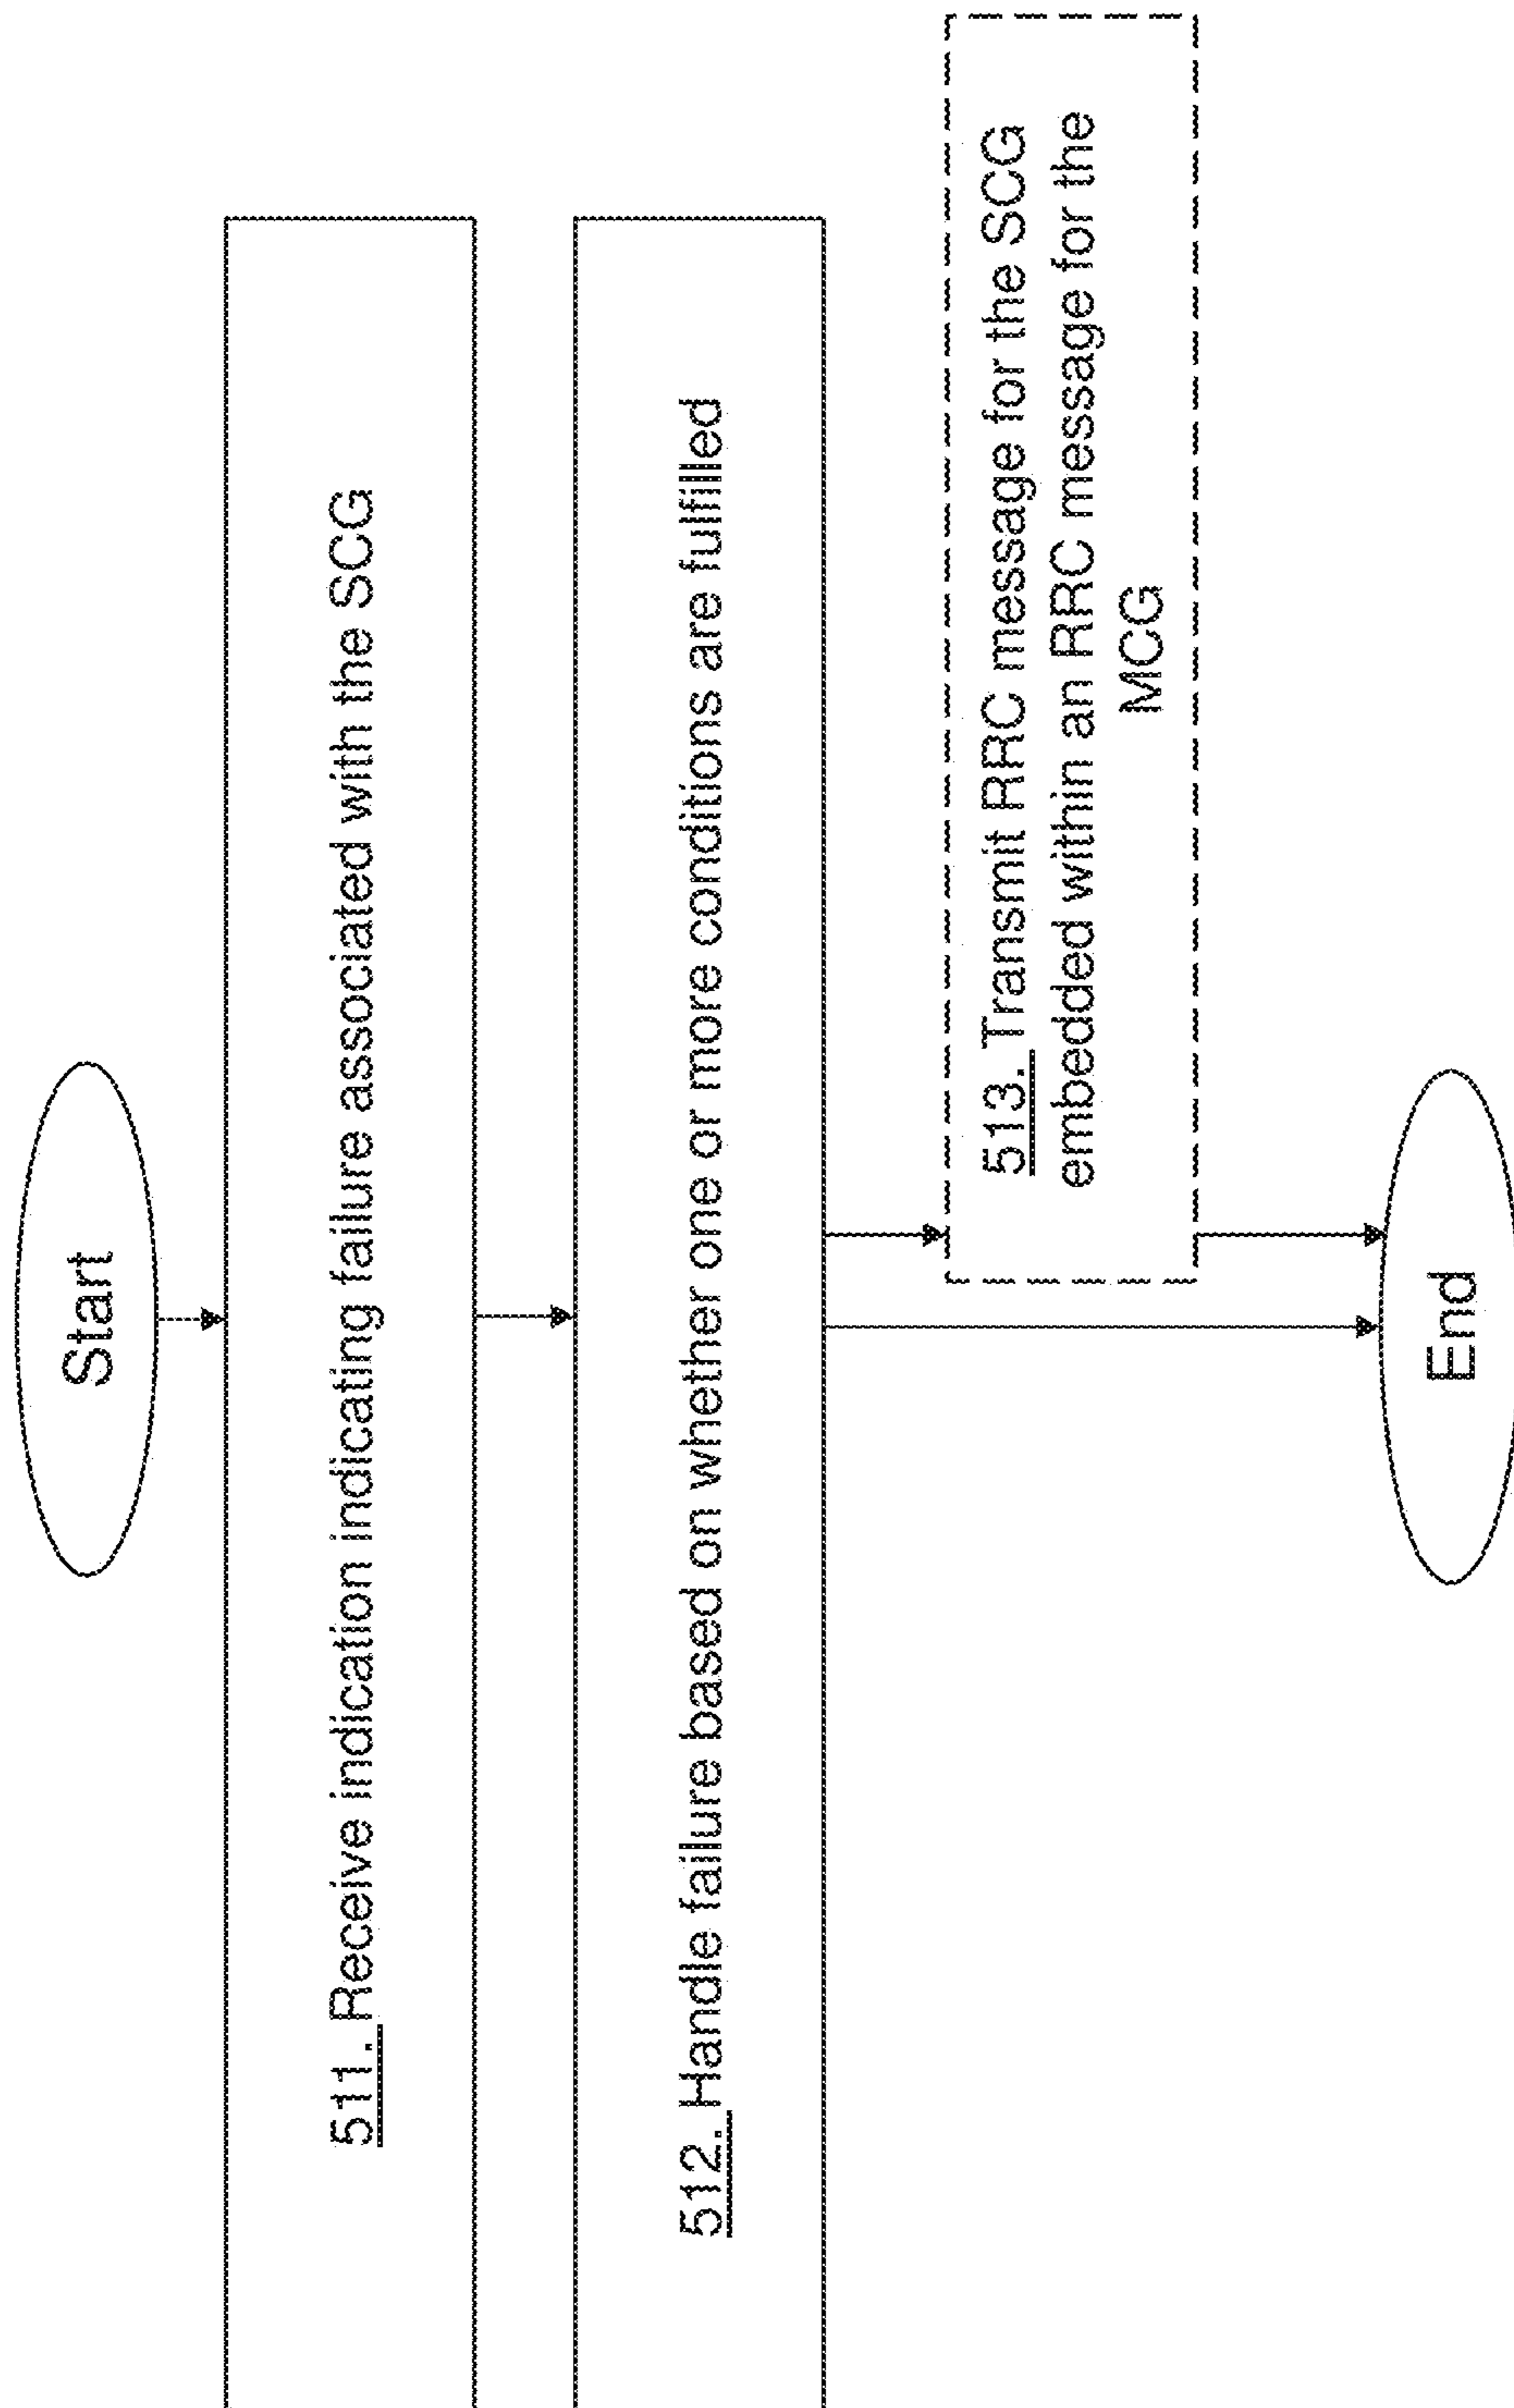 Start
511. Receive indication indicating failure associated with the SCG
512. Handle failure based on whether one or more conditions are fulfilled
513. Transmit RRC message for the SCG
embedded within an RRC message for the
MCG
End